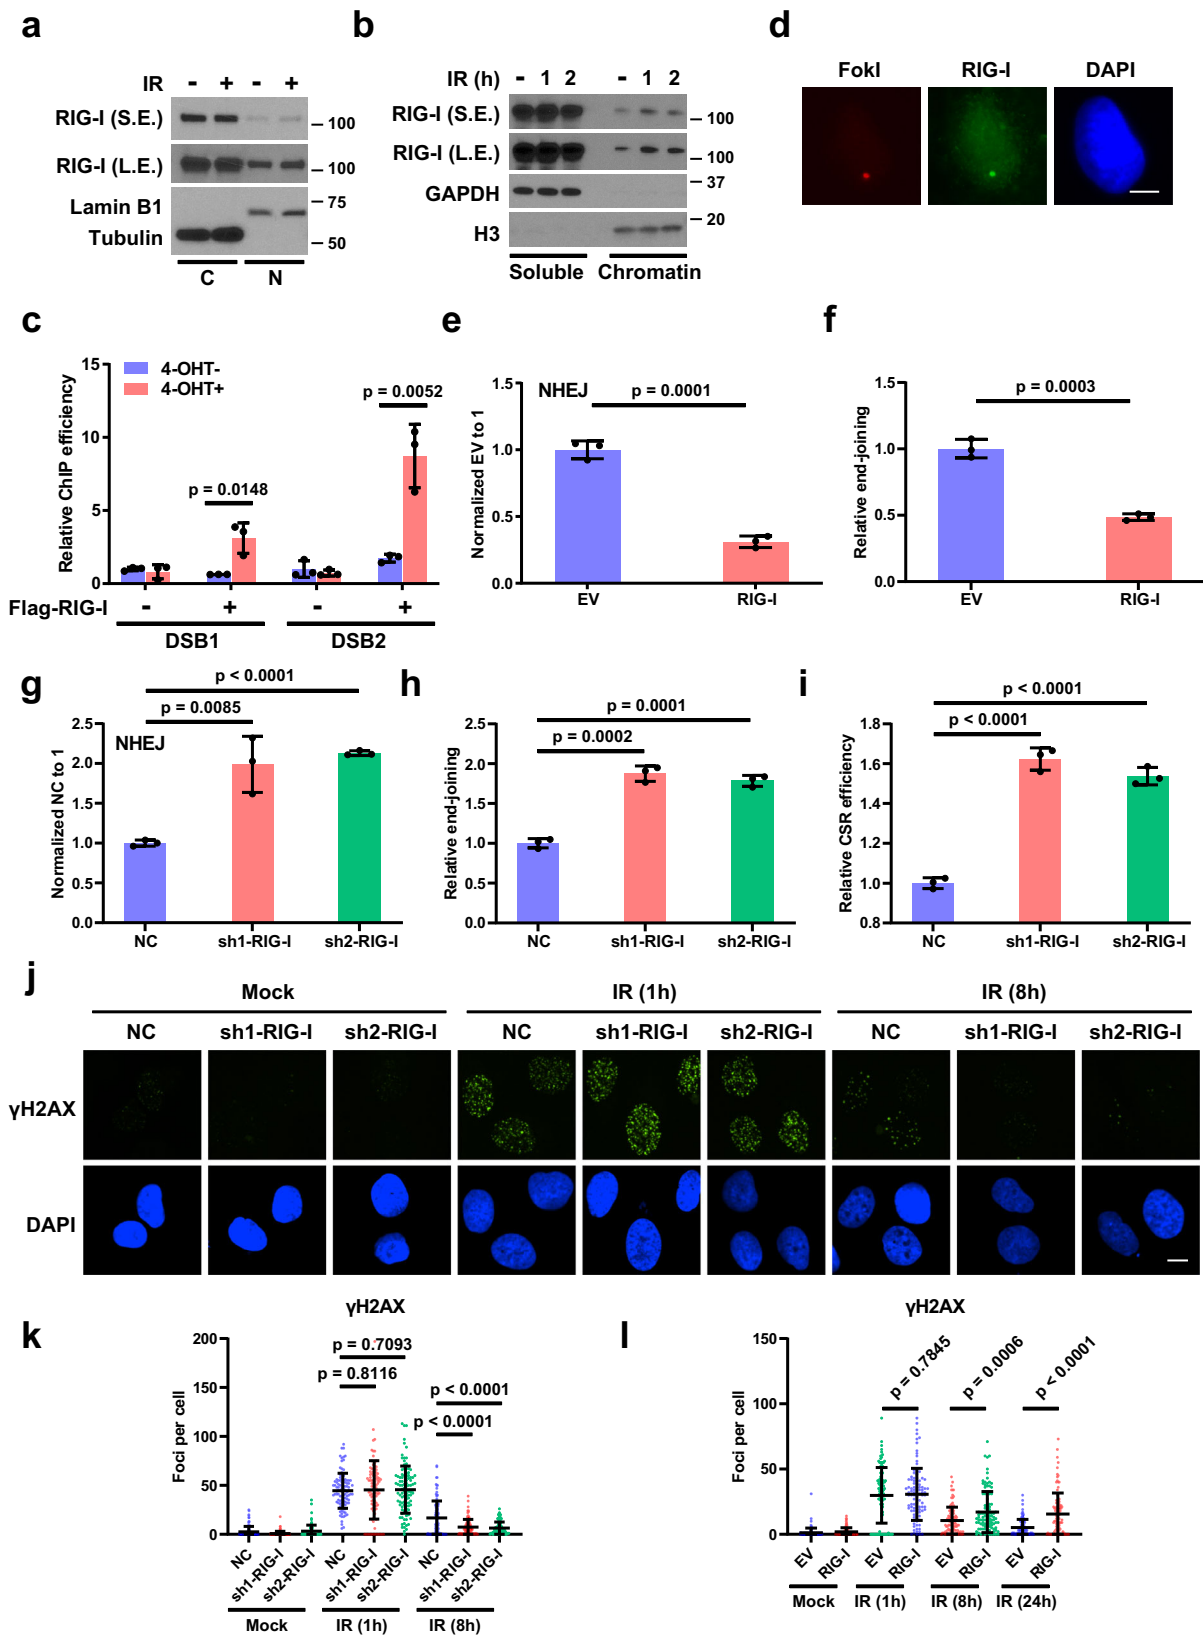 a
IR - + - +
RIG-I (S.E.)
100
RIG-I (L.E.)
100
Lamin B1
75
Tubulin
50
C N
b
IR (h) - 1 2 - 1 2
RIG-I (S.E.)
100
RIG-I (L.E.)
100
GAPDH
37
H3
20
Soluble Chromatin
d
FokI RIG-I DAPI
c
4-OHT-
4-OHT+
Relative ChIP efficiency
15
10
5
0
p = 0.0148
p = 0.0052
Flag-RIG-I - + - +
DSB1 DSB2
e
NHEJ
p = 0.0001
Normalized EV to 1
1.5
1.0
0.5
0.0
EV RIG-I
f
p = 0.0003
Relative end-joining
1.5
1.0
0.5
0.0
EV RIG-I
g
p < 0.0001
p = 0.0085
NHEJ
Normalized NC to 1
2.5
2.0
1.5
1.0
0.5
0.0
NC sh1-RIG-I sh2-RIG-I
h
p = 0.0001
p = 0.0002
Relative end-joining
2.5
2.0
1.5
1.0
0.5
0.0
NC sh1-RIG-I sh2-RIG-I
i
p < 0.0001
p < 0.0001
Relative CSR efficiency
1.8
1.6
1.4
1.2
1.0
0.8
NC sh1-RIG-I sh2-RIG-I
j
Mock IR (1h) IR (8h)
NC sh1-RIG-I sh2-RIG-I NC sh1-RIG-I sh2-RIG-I NC sh1-RIG-I sh2-RIG-I
γH2AX
DAPI
k
γH2AX
Foci per cell
200
150
100
50
0
p = 0.7093
p = 0.8116
p < 0.0001
p < 0.0001
NC sh1-RIG-I sh2-RIG-I NC sh1-RIG-I sh2-RIG-I NC sh1-RIG-I sh2-RIG-I
Mock IR (1h) IR (8h)
l
γH2AX
Foci per cell
150
100
50
0
p = 0.7845
p = 0.0006
p < 0.0001
EV RIG-I EV RIG-I EV RIG-I EV RIG-I
Mock IR (1h) IR (8h) IR (24h)